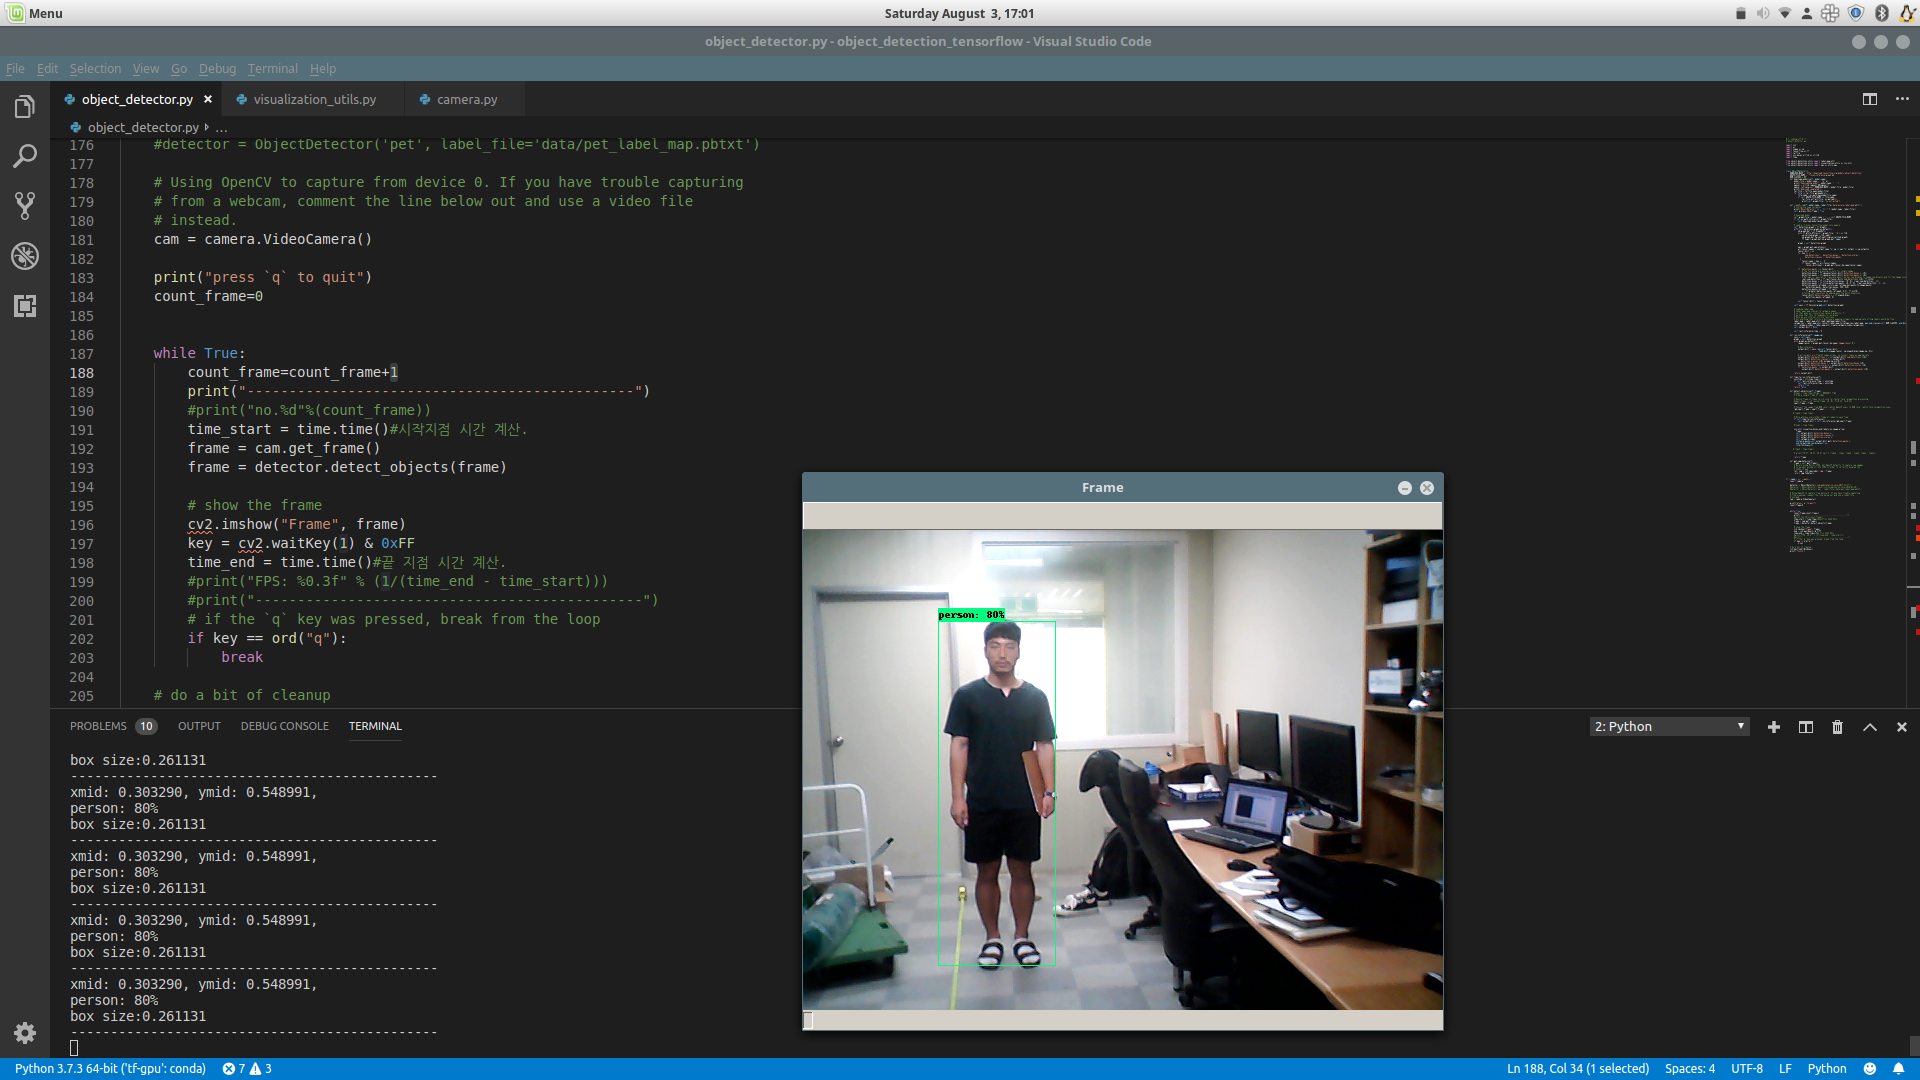 Menu
Saturday August 3, 17:01
object_detector.py - object_detection_tensorflow - Visual Studio Code
File Edit Selection View Go Debug Terminal Help
object_detector.py
visualization_utils.py
camera.py
object_detector.py ...
176 #detector = ObjectDetector('pet', label_file='data/pet_label_map.pbtxt')
177
178 # Using OpenCV to capture from device 0. If you have trouble capturing
179 # from a webcam, comment the line below out and use a video file
180 # instead.
181 cam = camera.VideoCamera()
182
183 print("press `q` to quit")
184 count_frame=0
185
186
187 while True:
188 count_frame=count_frame+1
189 print("----------------------------------------------")
190 #print("no.%d"%(count_frame))
191 time_start = time.time()#시작지점 시간 계산.
192 frame = cam.get_frame()
193 frame = detector.detect_objects(frame)
194
195 # show the frame
196 cv2.imshow("Frame", frame)
197 key = cv2.waitKey(1) & 0xFF
198 time_end = time.time()#끝 지점 시간 계산.
199 #print("FPS: %0.3f" % (1/(time_end - time_start)))
200 #print("----------------------------------------------")
201 # if the `q` key was pressed, break from the loop
202 if key == ord("q"):
203 break
204
205 # do a bit of cleanup
Frame
person: 80%
PROBLEMS 10 OUTPUT DEBUG CONSOLE TERMINAL
2: Python
box size:0.261131
----------------------------------------------
xmid: 0.303290, ymid: 0.548991,
person: 80%
box size:0.261131
----------------------------------------------
xmid: 0.303290, ymid: 0.548991,
person: 80%
box size:0.261131
----------------------------------------------
xmid: 0.303290, ymid: 0.548991,
person: 80%
box size:0.261131
----------------------------------------------
xmid: 0.303290, ymid: 0.548991,
person: 80%
box size:0.261131
----------------------------------------------
Python 3.7.3 64-bit ('tf-gpu': conda) 7 3
Ln 188, Col 34 (1 selected) Spaces: 4 UTF-8 LF Python